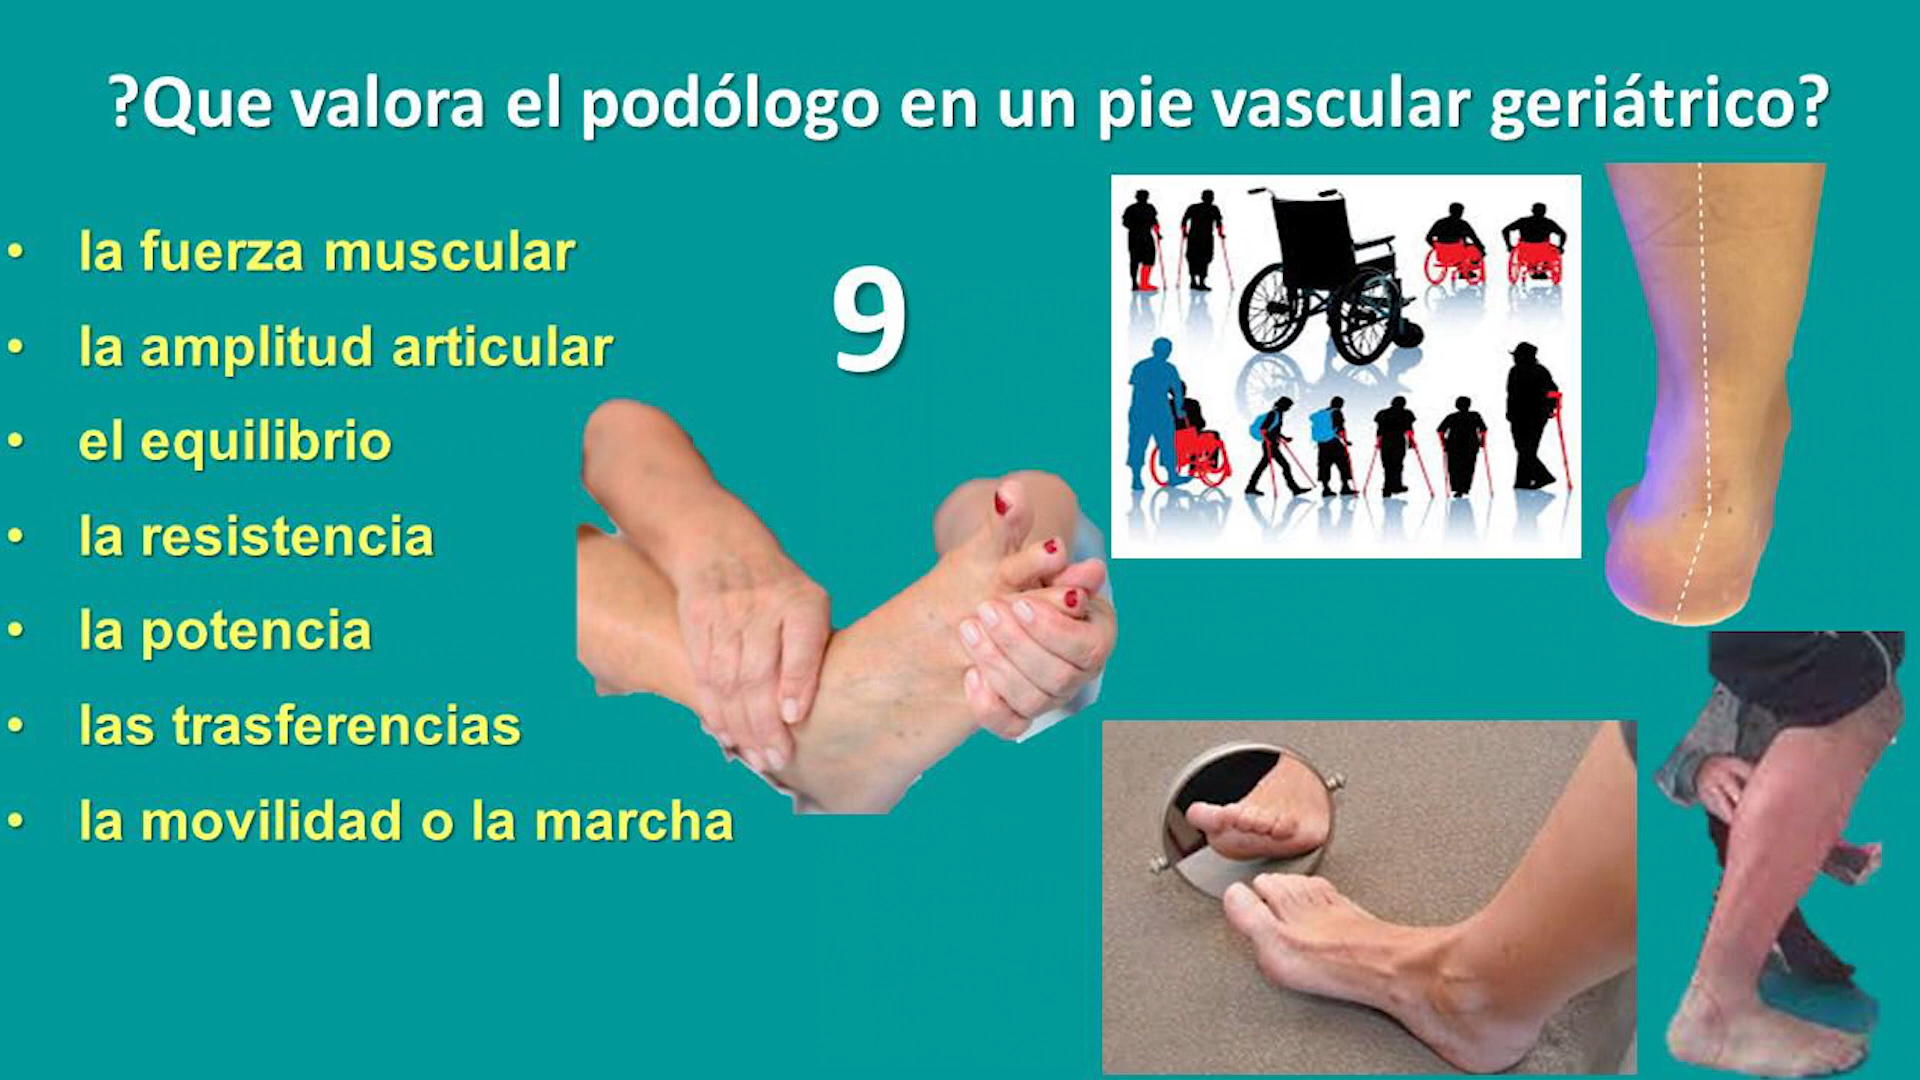 ?Que valora el podólogo en un pie vascular geriátrico?
• la fuerza muscular
• la amplitud articular
• el equilibrio
• la resistencia
• la potencia
• las trasferencias
• la movilidad o la marcha
9